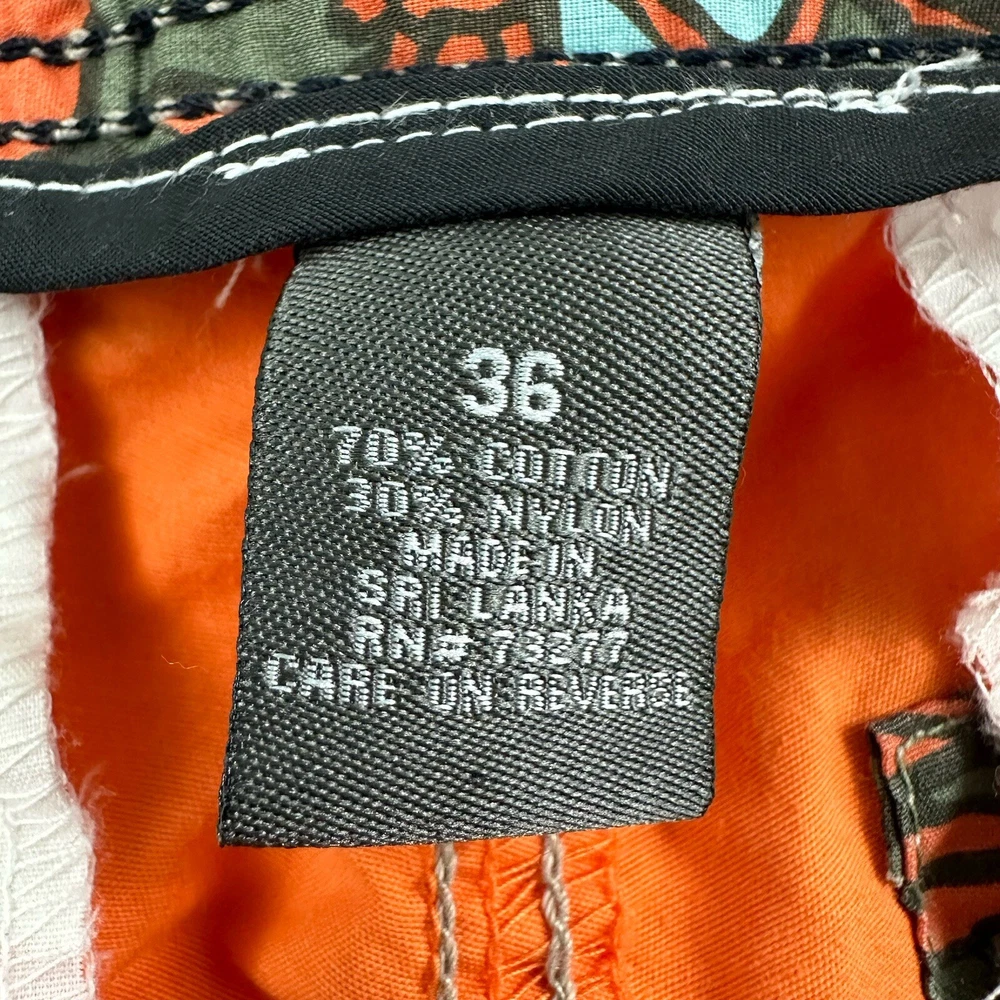 36
70% COTTON
30% NYLON
MADE IN
SRI LANKA
RN# 73277
CARE ON REVERSE